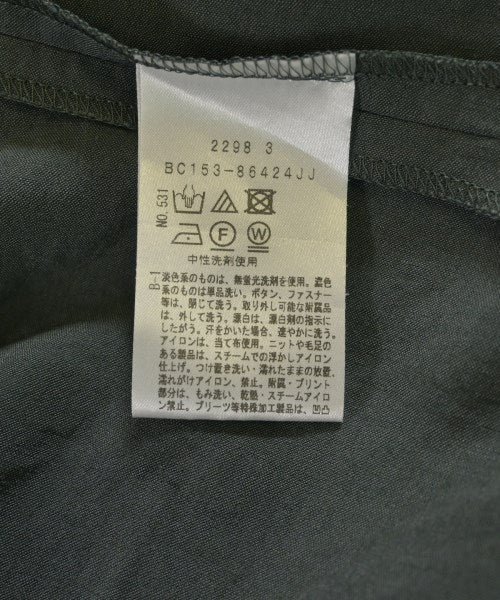 2298 3
BC153-86424JJ
NO.531
F W
中性洗剤使用
B-1
淡色系のものは、無蛍光洗剤を使用。濃色
系のものは単品洗い。ボタン、ファスナー
等は、閉じて洗う。取り外し可能な附属品
は、外して洗う。漂白は、漂白剤の指示に
したがう。汗をかいた場合、速やかに洗う。
アイロンは、当て布使用。ニットや毛足の
ある製品は、スチームでの浮かしアイロン
仕上げ。つけ置き洗い・濡れたままの放置、
濡れがけアイロン、禁止。附属・プリント
部分は、もみ洗い、乾燥・スチームアイロ
ン禁止。プリーツ等特殊加工製品は、凹凸